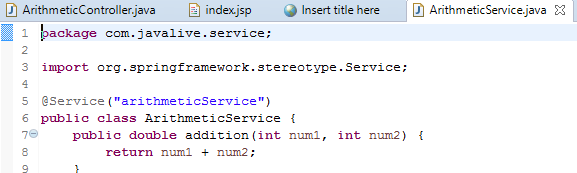 ArithmeticController.java index.jsp Insert title here ArithmeticService.java
1 package com.javalive.service;
2
3 import org.springframework.stereotype.Service;
4
5 @Service("arithmeticService")
6 public class ArithmeticService {
7 public double addition(int num1, int num2) {
8 return num1 + num2;
9 }